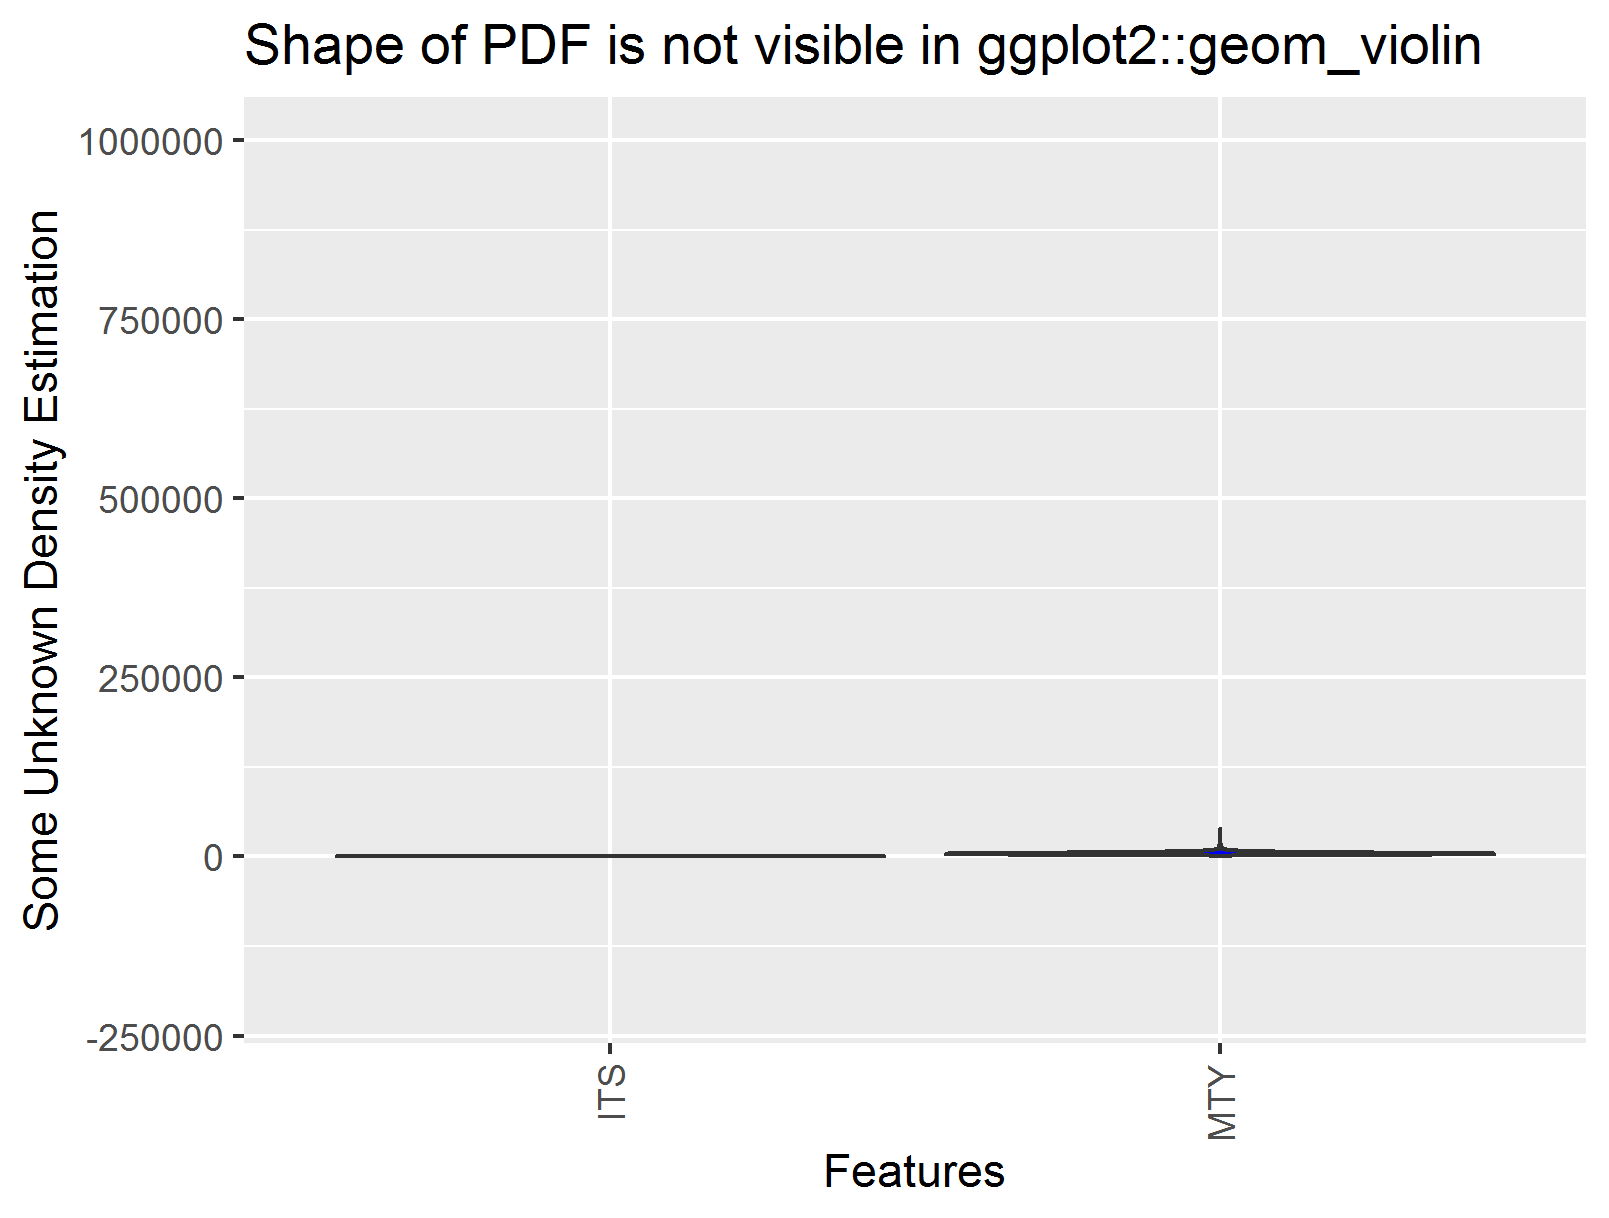 Shape of PDF is not visible in ggplot2::geom_violin
Some Unknown Density Estimation
1000000
750000
500000
250000
0
-250000
ITS
MTY
Features